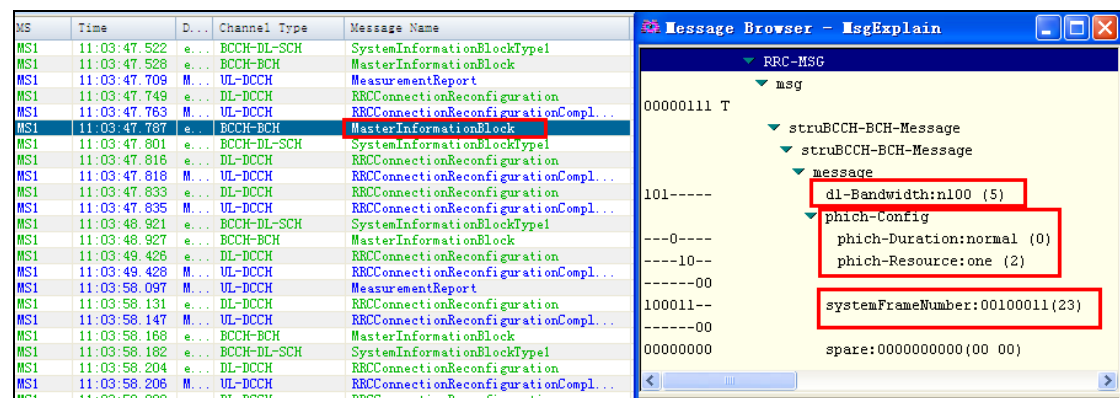 MS Time D... Channel Type Message Name
MS1 11:03:47.522 e... BCCH-DL-SCH SystemInformationBlockType1
MS1 11:03:47.528 e... BCCH-BCH MasterInformationBlock
MS1 11:03:47.709 M... UL-DCCH MeasurementReport
MS1 11:03:47.749 e... DL-DCCH RRCConnectionReconfiguration
MS1 11:03:47.763 M... UL-DCCH RRCConnectionReconfigurationCompl...
MS1 11:03:47.787 e... BCCH-BCH MasterInformationBlock
MS1 11:03:47.801 e... BCCH-DL-SCH SystemInformationBlockType1
MS1 11:03:47.816 e... DL-DCCH RRCConnectionReconfiguration
MS1 11:03:47.818 M... UL-DCCH RRCConnectionReconfigurationCompl...
MS1 11:03:47.833 e... DL-DCCH RRCConnectionReconfiguration
MS1 11:03:47.835 M... UL-DCCH RRCConnectionReconfigurationCompl...
MS1 11:03:48.921 e... BCCH-DL-SCH SystemInformationBlockType1
MS1 11:03:48.927 e... BCCH-BCH MasterInformationBlock
MS1 11:03:49.426 e... DL-DCCH RRCConnectionReconfiguration
MS1 11:03:49.428 M... UL-DCCH RRCConnectionReconfigurationCompl...
MS1 11:03:58.097 M... UL-DCCH MeasurementReport
MS1 11:03:58.131 e... DL-DCCH RRCConnectionReconfiguration
MS1 11:03:58.147 M... UL-DCCH RRCConnectionReconfigurationCompl...
MS1 11:03:58.168 e... BCCH-BCH MasterInformationBlock
MS1 11:03:58.182 e... BCCH-DL-SCH SystemInformationBlockType1
MS1 11:03:58.204 e... DL-DCCH RRCConnectionReconfiguration
MS1 11:03:58.206 M... UL-DCCH RRCConnectionReconfigurationCompl...
Message Browser - MsgExplain
RRC-MSG
msg
00000111 T
struBCCH-BCH-Message
struBCCH-BCH-Message
message
101----- dl-Bandwidth:n100 (5)
phich-Config
---0---- phich-Duration:normal (0)
----10-- phich-Resource:one (2)
------00
100011-- systemFrameNumber:00100011(23)
------00
00000000 spare:0000000000(00 00)